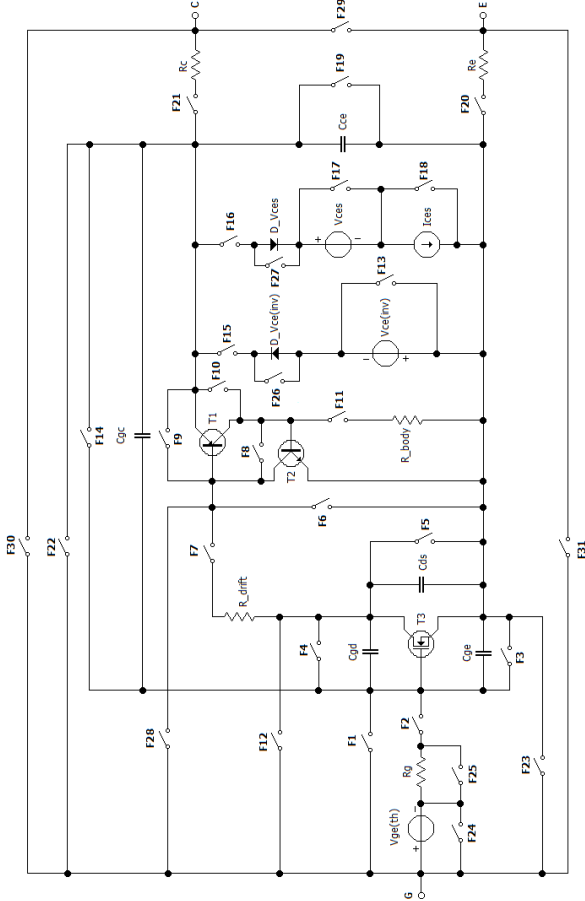 C
E
F29
Rc
Re
F21
F20
F19
Cce
F17
F18
F16
D_Vces
Vces
Ices
+
−
F27
F13
F15
D_Vce(inv)
Vce(inv)
−
+
F26
F10
T1
F11
F14
Cgc
F9
F8
T2
R_body
F30
F22
F6
F5
F31
F7
Cds
R_drift
T3
F4
Cgd
Cge
F3
F28
F12
F1
F2
F23
Rg
F25
Vge(th)
−
+
F24
G